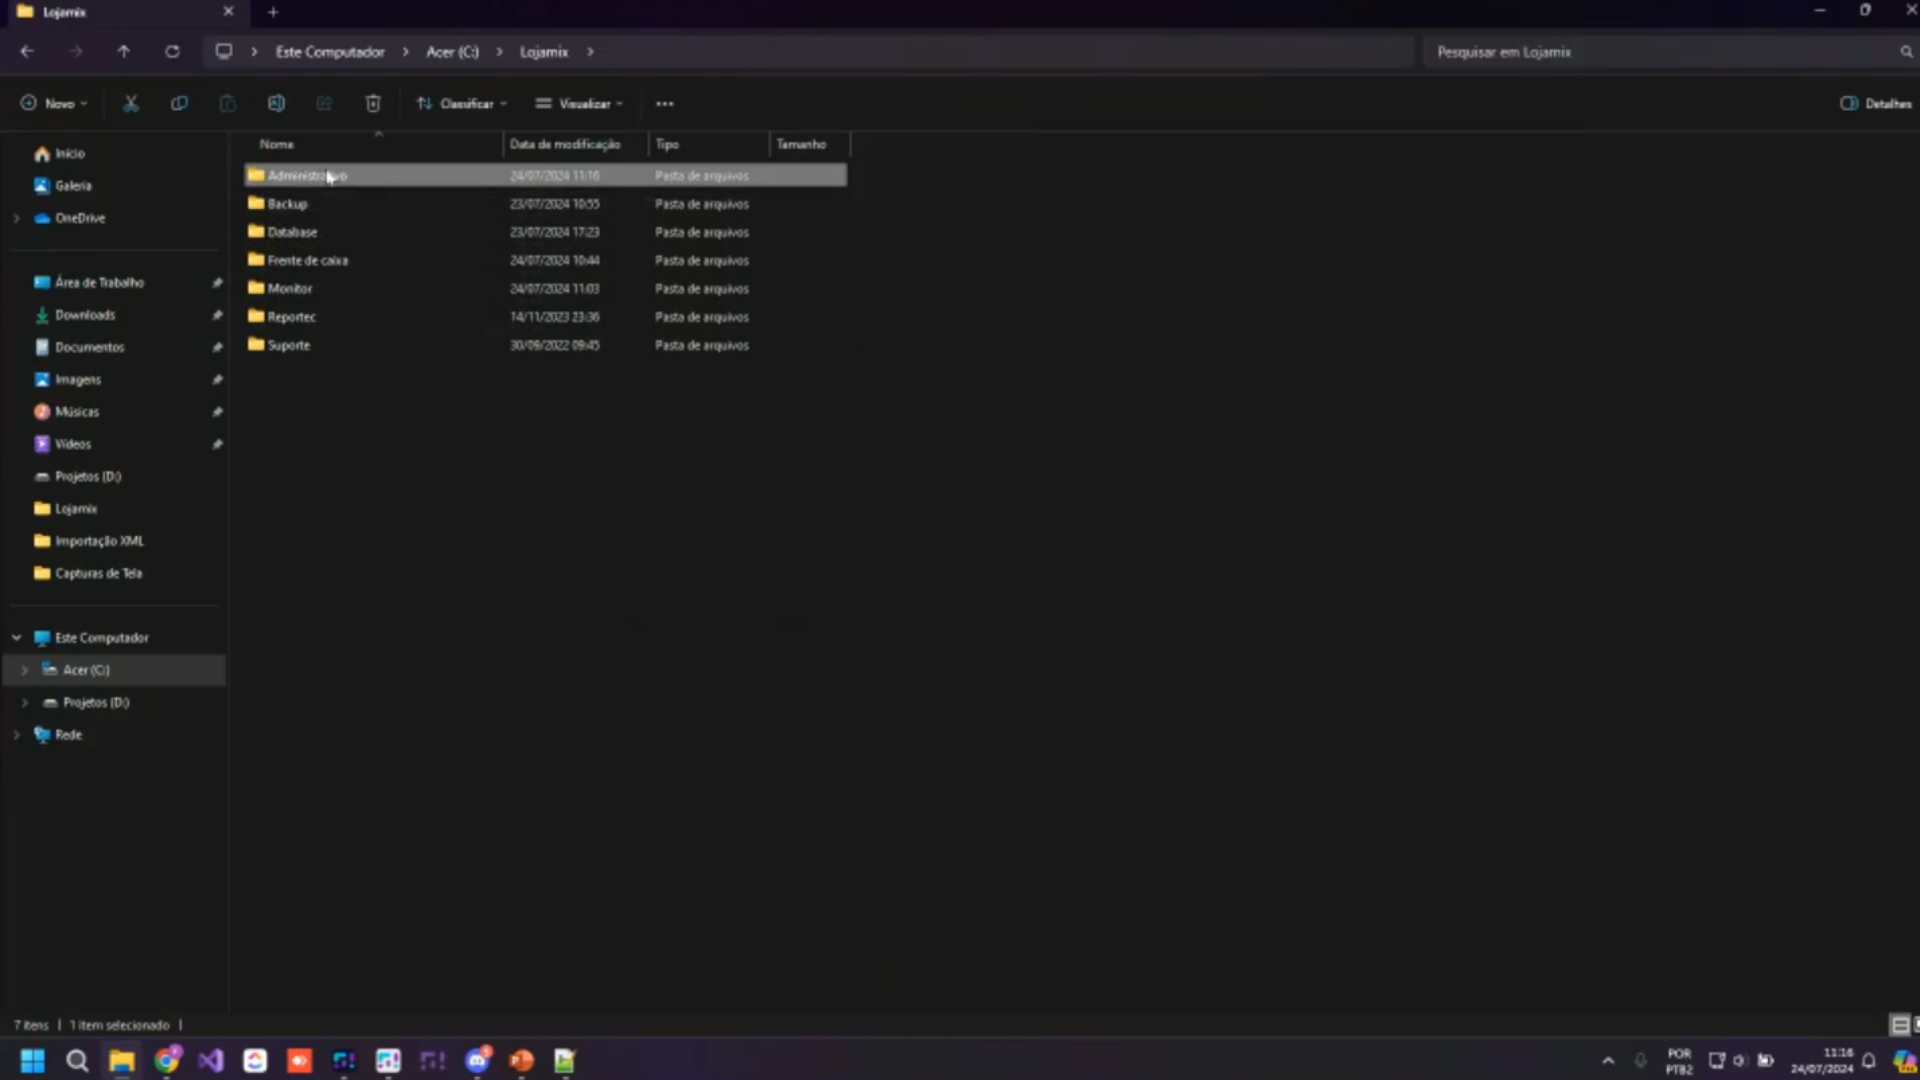 Lojamix
Este Computador > Acer (C:) > Lojamix >
Pesquisar em Lojamix
Novo
Classificar
Visualizar
Detalhes
Nome
Data de modificação
Tipo
Tamanho
Administrativo 24/07/2024 11:16 Pasta de arquivos
Backup 23/07/2024 10:55 Pasta de arquivos
Database 23/07/2024 17:23 Pasta de arquivos
Frente de caixa 24/07/2024 10:44 Pasta de arquivos
Monitor 24/07/2024 11:03 Pasta de arquivos
Reportec 14/11/2023 23:36 Pasta de arquivos
Suporte 30/09/2022 09:45 Pasta de arquivos
Início
Galeria
OneDrive
Área de Trabalho
Downloads
Documentos
Imagens
Músicas
Vídeos
Projetos (D:)
Lojamix
Importação XML
Capturas de Tela
Este Computador
Acer (C:)
Projetos (D:)
Rede
7 itens | 1 item selecionado |
POR
PTB2
11:16
24/07/2024